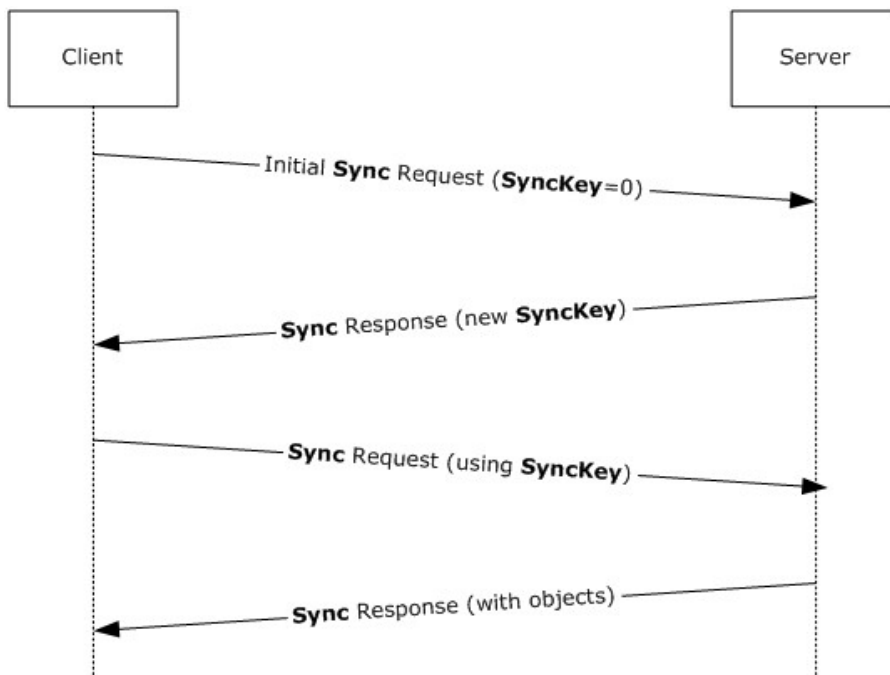 Client
Server
Initial Sync Request (SyncKey=0)
Sync Response (new SyncKey)
Sync Request (using SyncKey)
Sync Response (with objects)